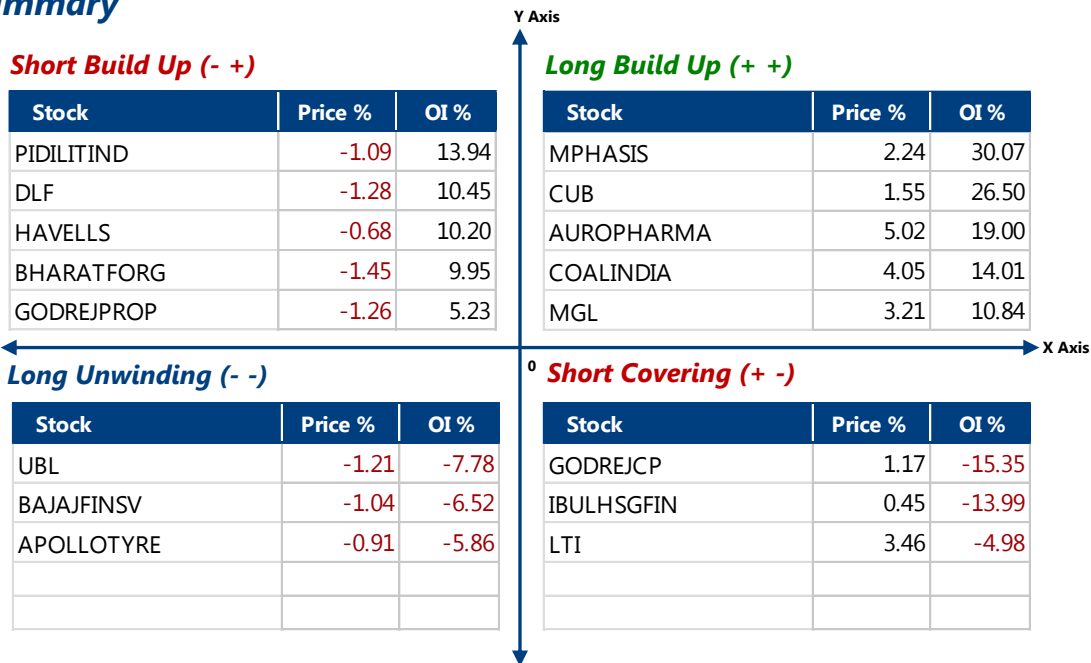 Y Axis
Short Build Up (- +)
Stock Price % OI %
PIDILITIND -1.09 13.94
DLF -1.28 10.45
HAVELLS -0.68 10.20
BHARATFORG -1.45 9.95
GODREJPROP -1.26 5.23
Long Build Up (+ +)
Stock Price % OI %
MPHASIS 2.24 30.07
CUB 1.55 26.50
AUROPHARMA 5.02 19.00
COALINDIA 4.05 14.01
MGL 3.21 10.84
X Axis
0
Long Unwinding (- -)
Stock Price % OI %
UBL -1.21 -7.78
BAJAJFINSV -1.04 -6.52
APOLLOTYRE -0.91 -5.86
Short Covering (+ -)
Stock Price % OI %
GODREJCP 1.17 -15.35
IBULHSGFIN 0.45 -13.99
LTI 3.46 -4.98